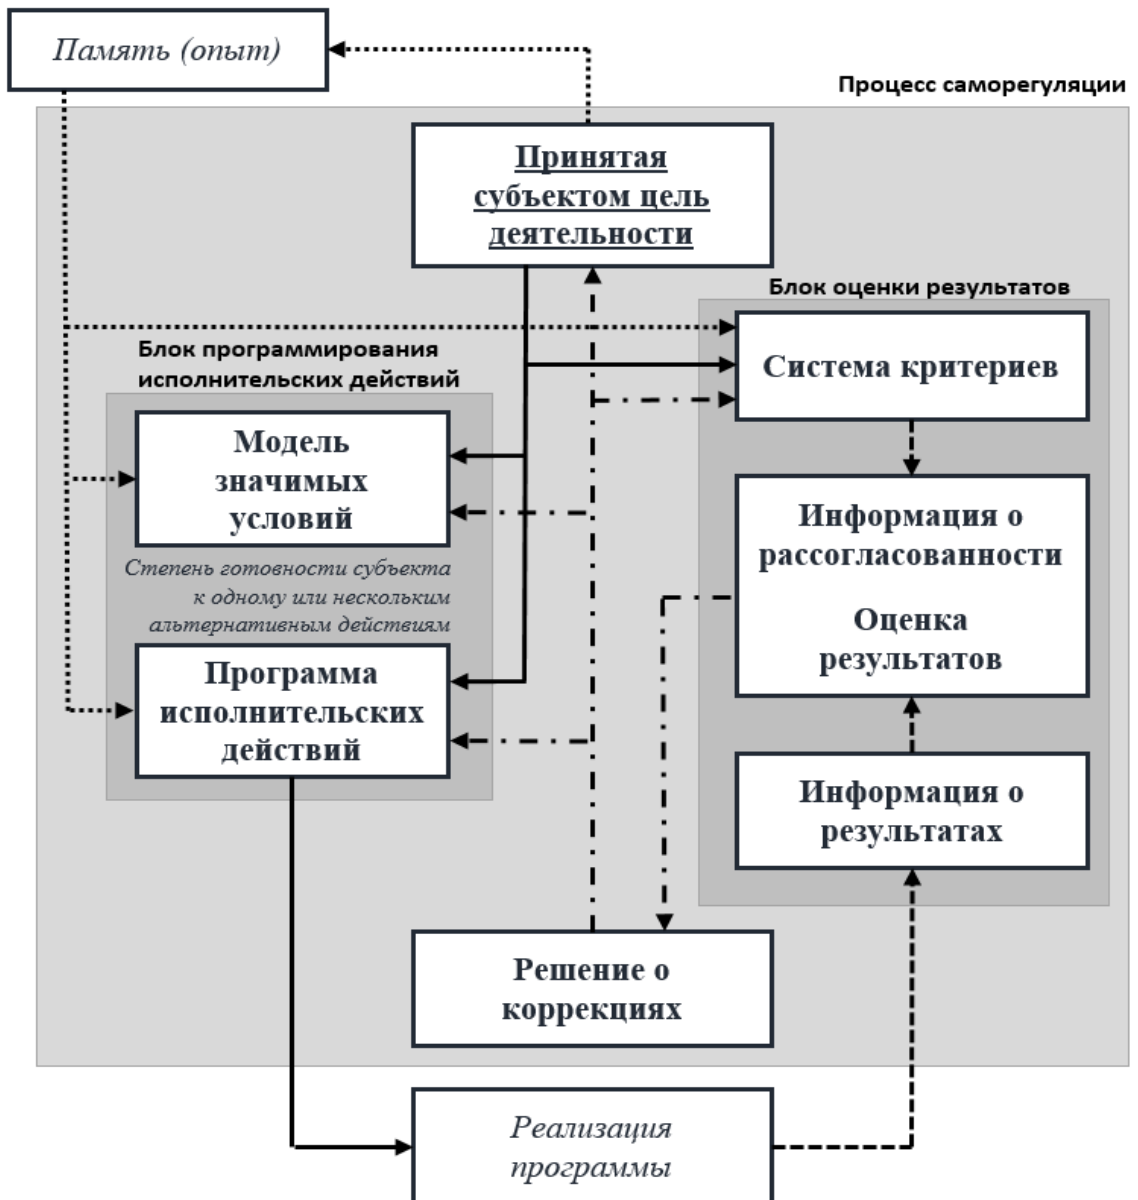 Память (опыт)
Процесс саморегуляции
Принятая
субъектом цель
деятельности
Блок оценки результатов
Система критериев
Блок программирования
исполнительских действий
Модель
значимых
условий
Степень готовности субъекта
к одному или нескольким
альтернативным действиям
Программа
исполнительских
действий
Информация о
рассогласованности
Оценка
результатов
Информация о
результатах
Решение о
коррекциях
Реализация
программы